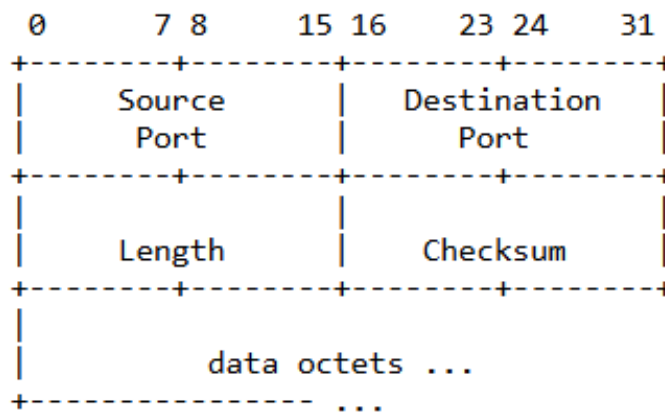 0 7 8 15 16 23 24 31
+--------+--------+--------+--------+
| Source | Destination |
| Port | Port |
+--------+--------+--------+--------+
| | |
| Length | Checksum |
+--------+--------+--------+--------+
|
| data octets ...
+---------------- ...